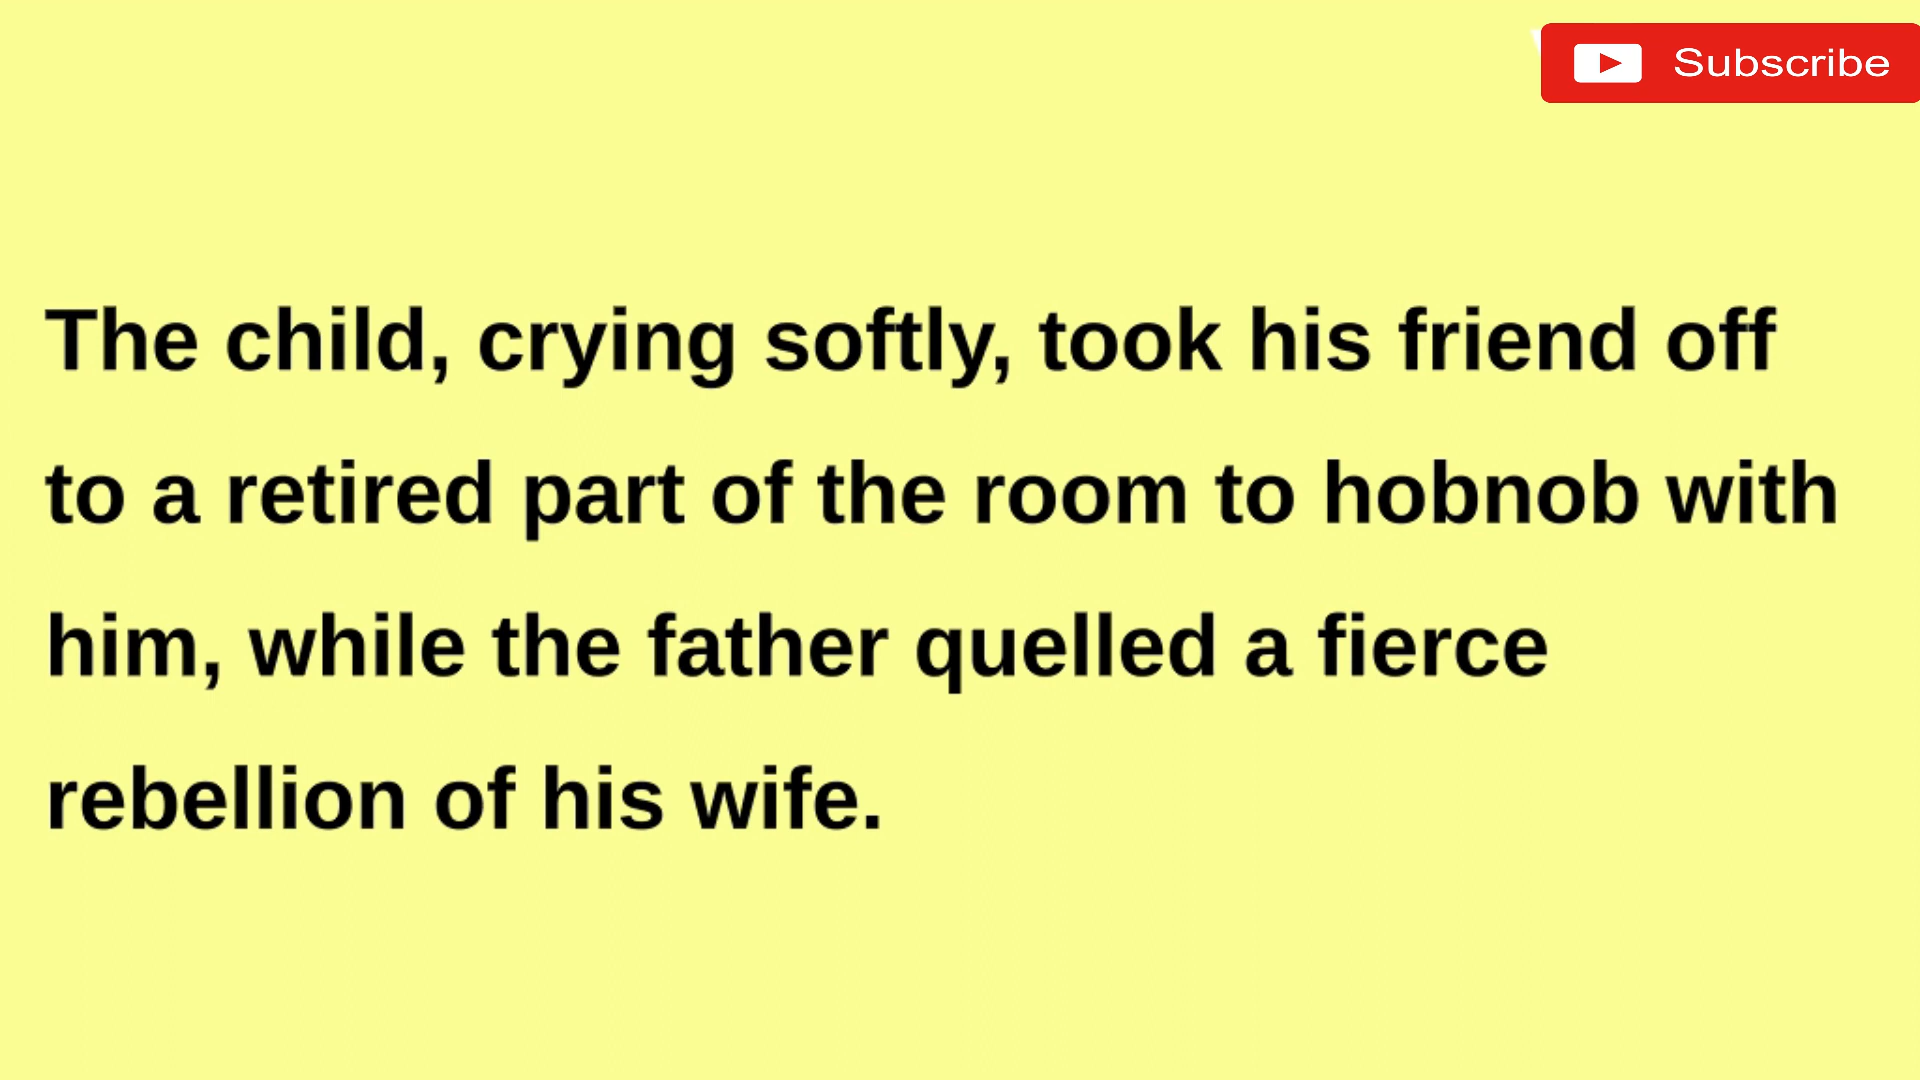 Subscribe
The child, crying softly, took his friend off
to a retired part of the room to hobnob with
him, while the father quelled a fierce
rebellion of his wife.